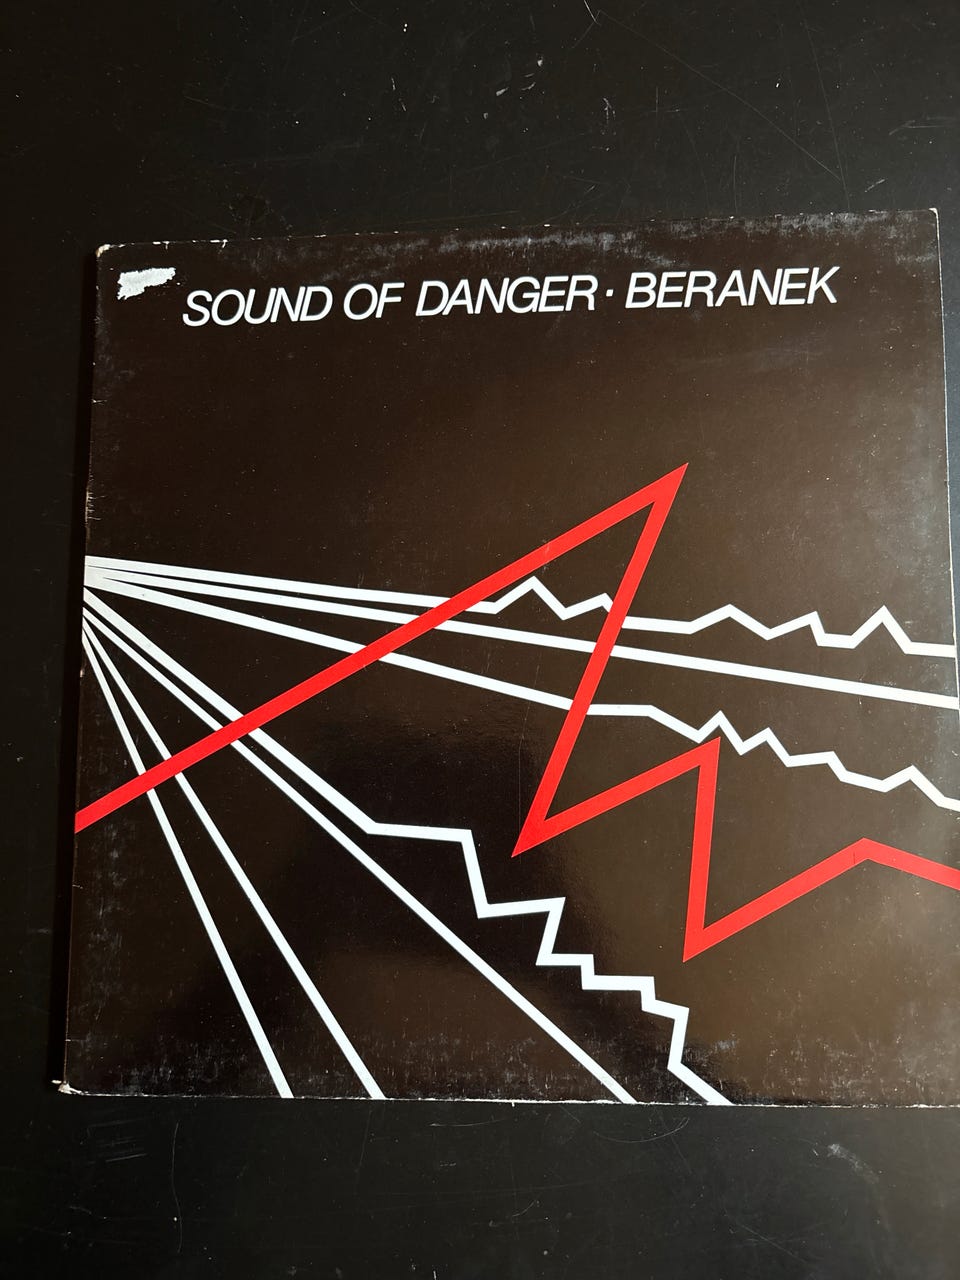 SOUND OF DANGER · BERANEK